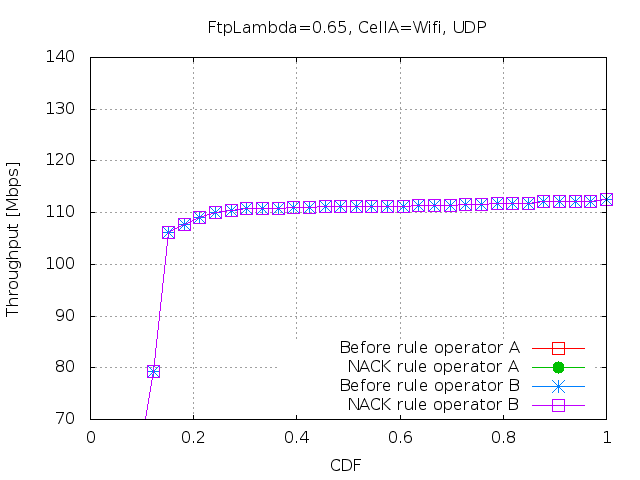 FtpLambda=0.65, CellA=Wifi, UDP
140
130
120
110
100
90
80
70
Throughput [Mbps]
Before rule operator A
NACK rule operator A
Before rule operator B
NACK rule operator B
0
0.2
0.4
0.6
0.8
1
CDF